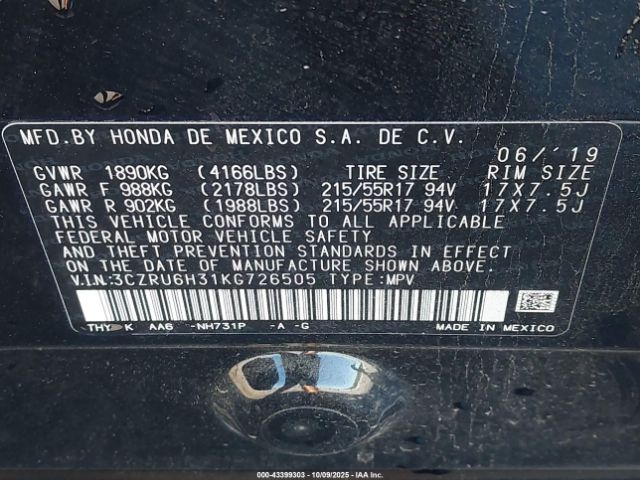 MFD.BY HONDA DE MEXICO S.A. DE C.V. 06/'19
GVWR 1890KG (4166LBS) TIRE SIZE RIM SIZE
GAWR F 988KG (2178LBS) 215/55R17 94V 17X7.5J
GAWR R 902KG (1988LBS) 215/55R17 94V 17X7.5J
THIS VEHICLE CONFORMS TO ALL APPLICABLE
FEDERAL MOTOR VEHICLE SAFETY
AND THEFT PREVENTION STANDARDS IN EFFECT
ON THE DATE OF MANUFACTURE SHOWN ABOVE.
V.I.N:3CZRU6H31KG726505 TYPE:MPV
K AA6 -NH731P -A -G MADE IN MEXICO
000-43399303 - 10/09/2025 - IAA Inc.